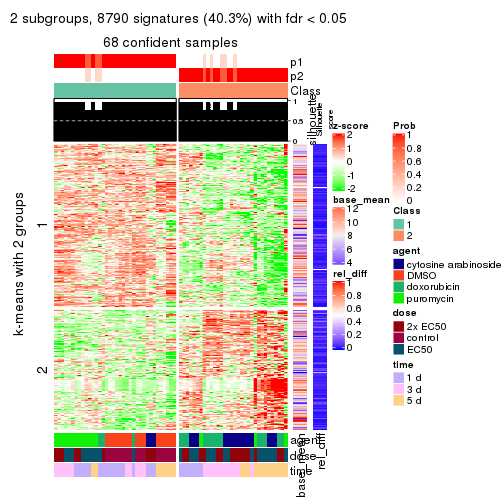 2 subgroups, 8790 signatures (40.3%) with fdr < 0.05
68 confident samples
p1
p2
Class
silhouette
1
0.5
0
Silhouette
score
k-means with 2 groups
1
2
agent
dose
time
base_mean
rel_diff
z-score
2
1
0
-1
-2
base_mean
12
10
8
6
4
rel_diff
1
0.8
0.6
0.4
0.2
0
Prob
1
0.8
0.6
0.4
0.2
0
Class
1
2
agent
cytosine arabinoside
DMSO
doxorubicin
puromycin
dose
2x EC50
control
EC50
time
1 d
3 d
5 d